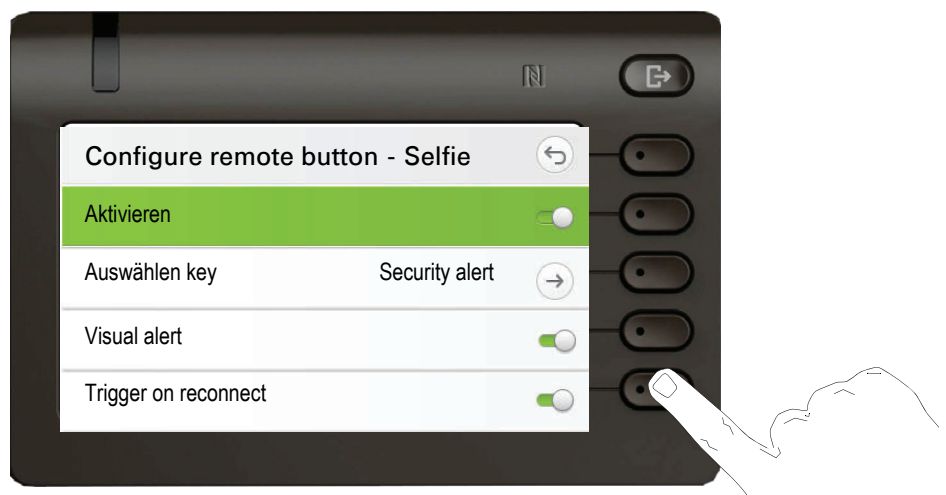 Configure remote button - Selfie
Aktivieren
Auswählen key Security alert
Visual alert
Trigger on reconnect